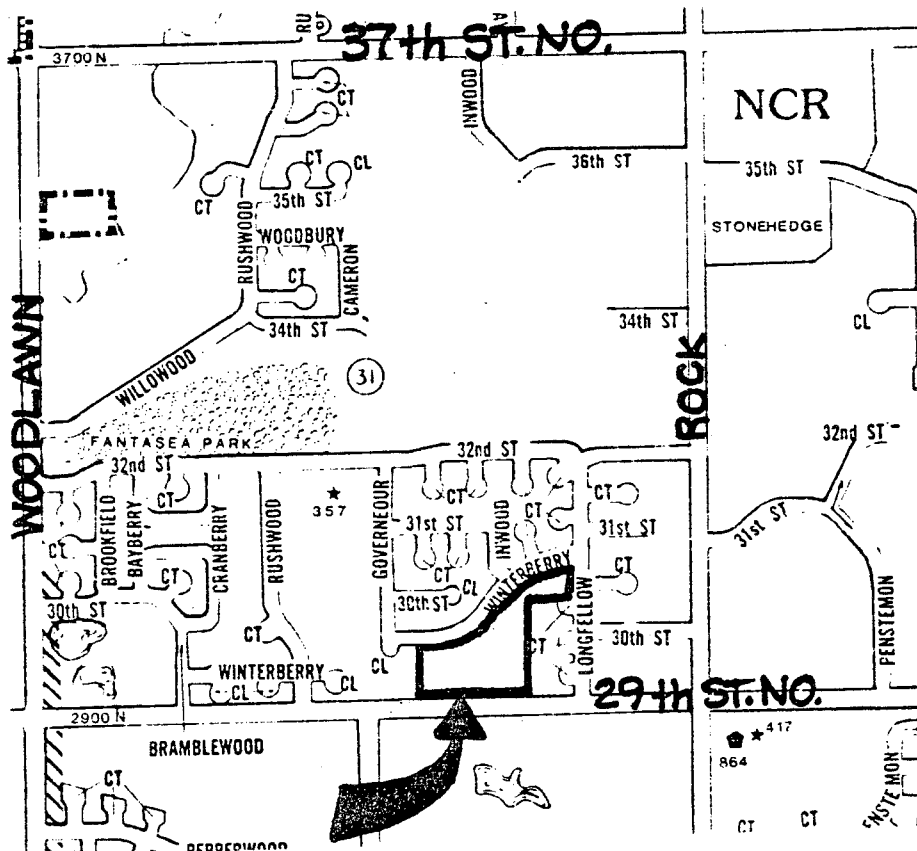 RU
37th ST. NO.
3700 N
CT
INWOOD
NCR
CT
CL
36th ST
35th ST
CT
35th ST
RUSHWOOD
WOODBURY
STONEHEDGE
CT
CAMERON
34th ST
34th ST
CL
WOODLAWN
ROCK
WILLOWOOD
31
FANTASEA PARK
32nd ST
32nd ST
32nd ST
CT
357
CT
CT
BROOKFIELD
BAYBERRY
CRANBERRY
RUSHWOOD
GOVERNEOUR
31st ST
INWOOD
31st ST
31st ST
CL
CT
CT
CT
WINTERBERRY
30th ST
30th ST
CL
CT
CT
LONGFELLOW
30th ST
PENSTEMON
CL
WINTERBERRY
CL
CL
29th ST. NO.
2900 N
BRAMBLEWOOD
417
864
CT
CT
CT
ENSTEMON
PEPPERWOOD